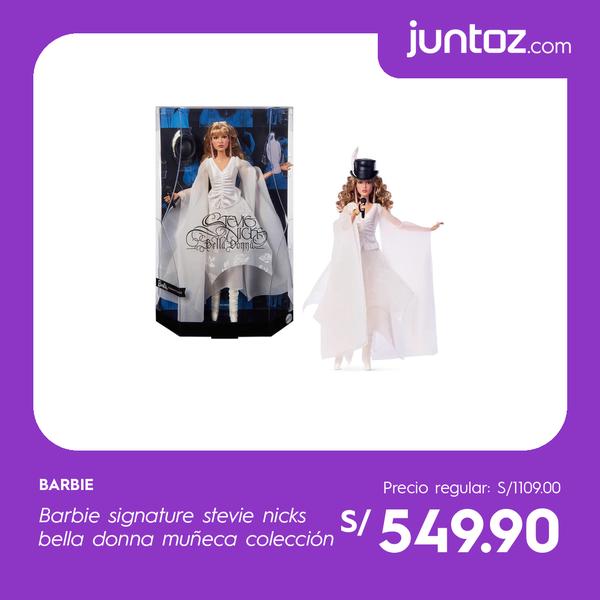 juntoz.com
STEVIE
NICKS
Bella Donna
Barbie
BARBIE
Barbie signature stevie nicks
bella donna muñeca colección
Precio regular: S/1109.00
S/ 549.90